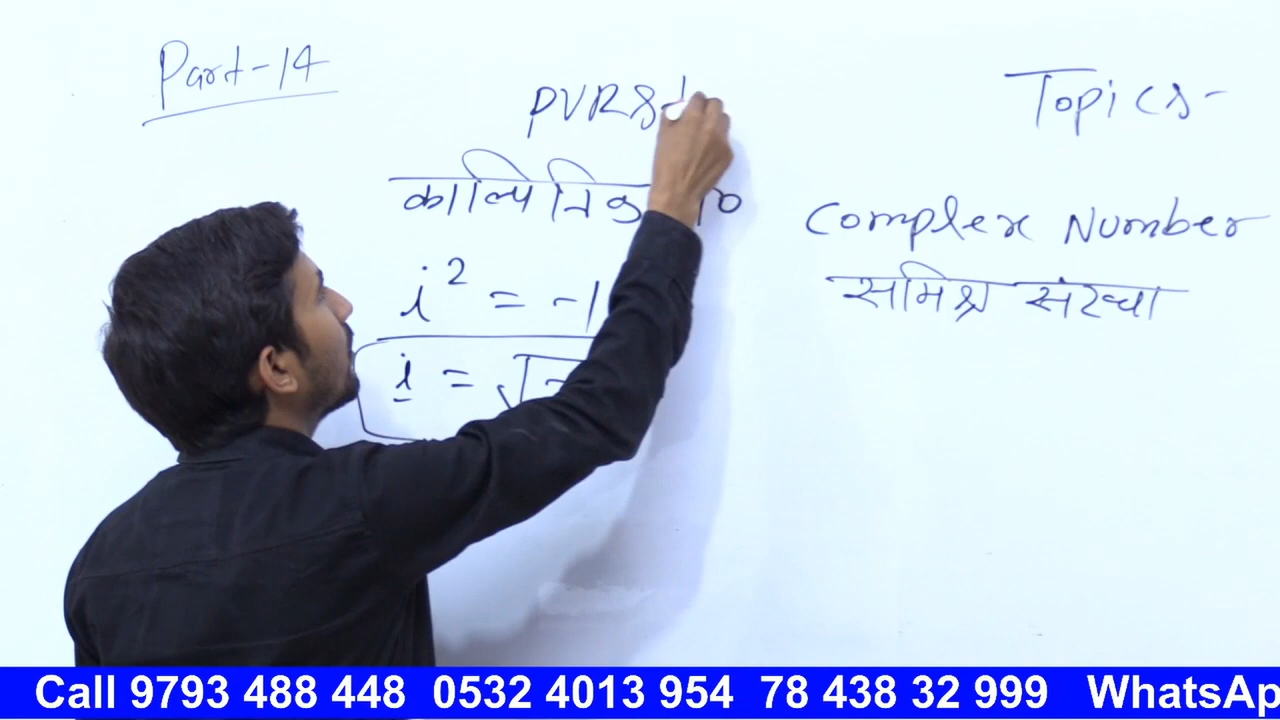 Part-14
Topics-
काल्पिनिक
Complex Number
समिश्र संख्या
i² = -1
i = √-
Call 9793 488 448 0532 4013 954 78 438 32 999 WhatsAp